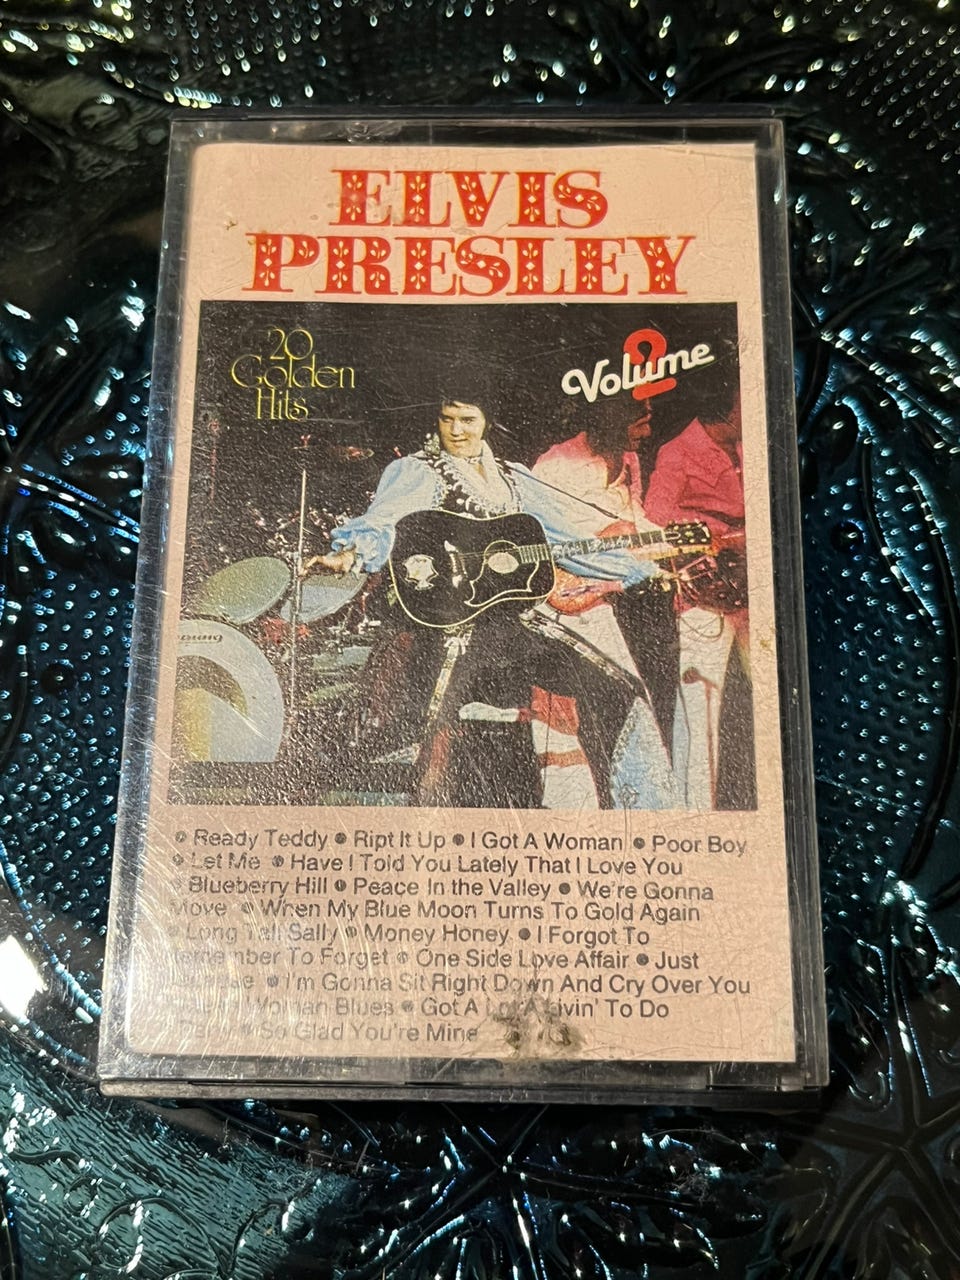 ELVIS
PRESLEY
20
Golden
Hits
2
Volume
• Ready Teddy • Ript It Up • I Got A Woman • Poor Boy
• Let Me • Have I Told You Lately That I Love You
• Blueberry Hill • Peace In the Valley • We're Gonna
Move • When My Blue Moon Turns To Gold Again
• Long Tall Sally • Money Honey • I Forgot To
To Forget • One Side Love Affair • Just
• I'm Gonna Sit Right Down And Cry Over You
Woman Blues • Got A Lot A Livin' To Do
• So Glad You're Mine